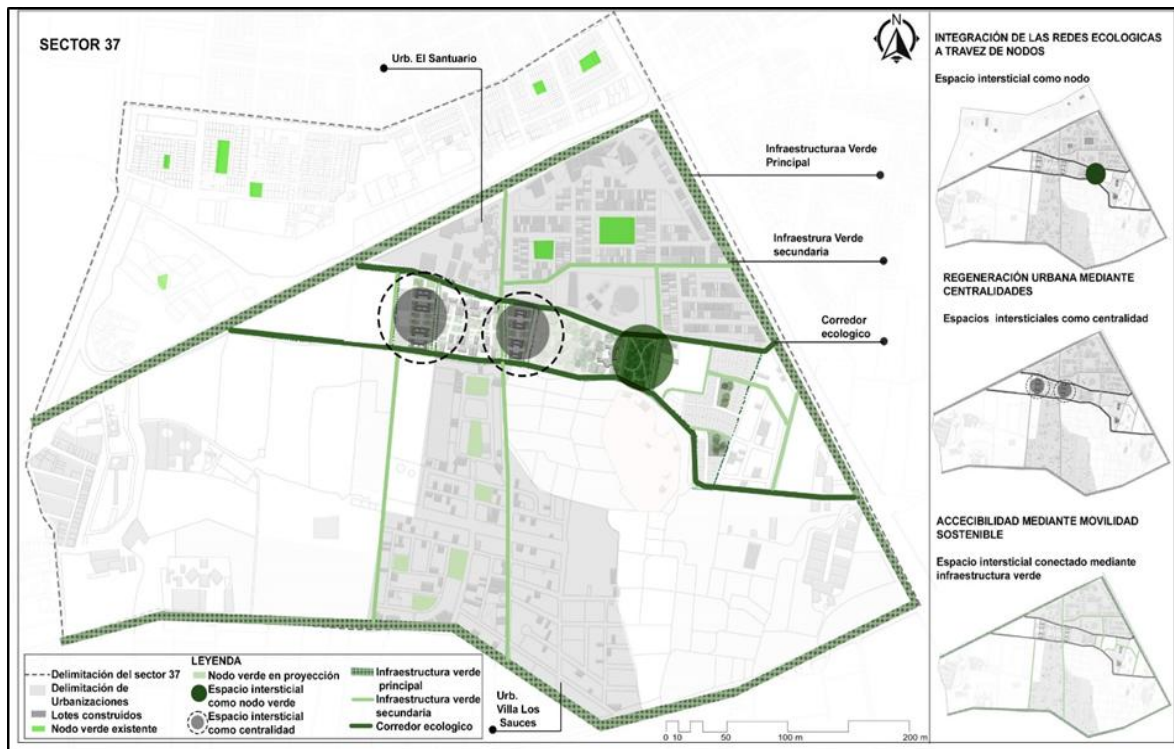 SECTOR 37
Urb. El Santuario
N
Infraestructuraa Verde
Principal
Infraestrura Verde
secundaria
Corredor
ecologico
Urb.
Villa Los
Sauces
LEYENDA
Delimitación del sector 37
Delimitación de
Urbanizaciones
Lotes construidos
Nodo verde existente
Nodo verde en proyección
Espacio intersticial
como nodo verde
Espacio intersticial
como centralidad
Infraestructura verde
principal
Infraestructura verde
secundaria
Corredor ecologico
0 10 50 100 m 200 m
INTEGRACIÓN DE LAS REDES ECOLOGICAS
A TRAVEZ DE NODOS
Espacio intersticial como nodo
REGENERACIÓN URBANA MEDIANTE
CENTRALIDADES
Espacios intersticiales como centralidad
ACCECIBILIDAD MEDIANTE MOVILIDAD
SOSTENIBLE
Espacio intersticial conectado mediante
infraestructura verde